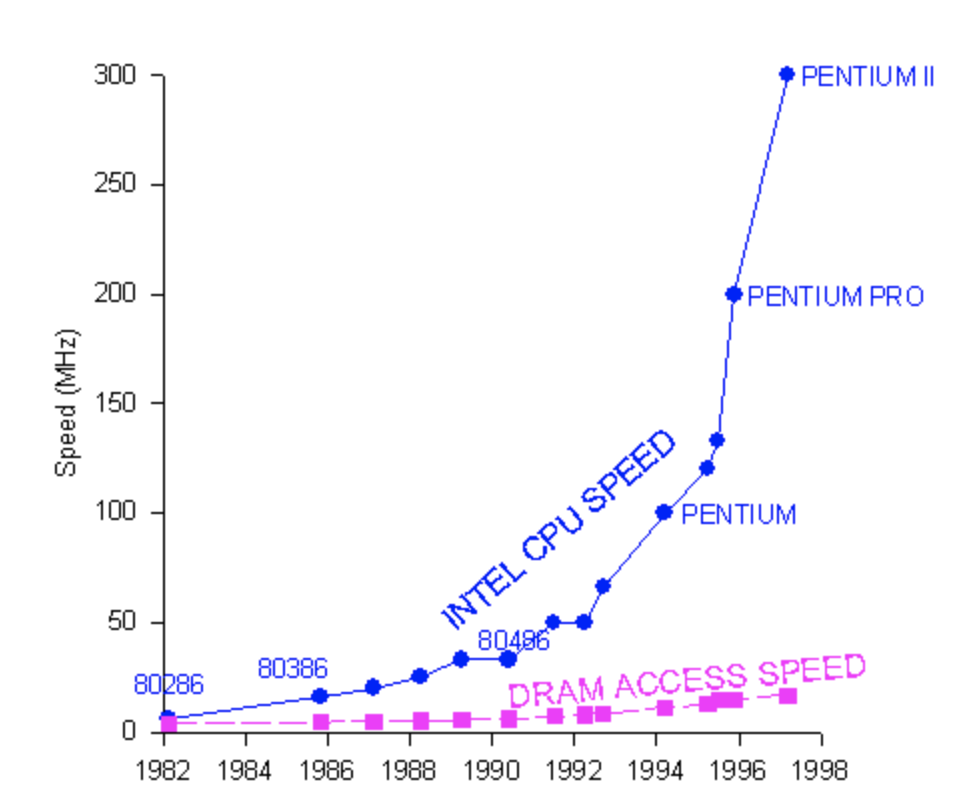 300
PENTIUM II
250
200
PENTIUM PRO
Speed (MHz)
150
INTEL CPU SPEED
100
PENTIUM
50
80486
80386
DRAM ACCESS SPEED
80286
0
1982 1984 1986 1988 1990 1992 1994 1996 1998